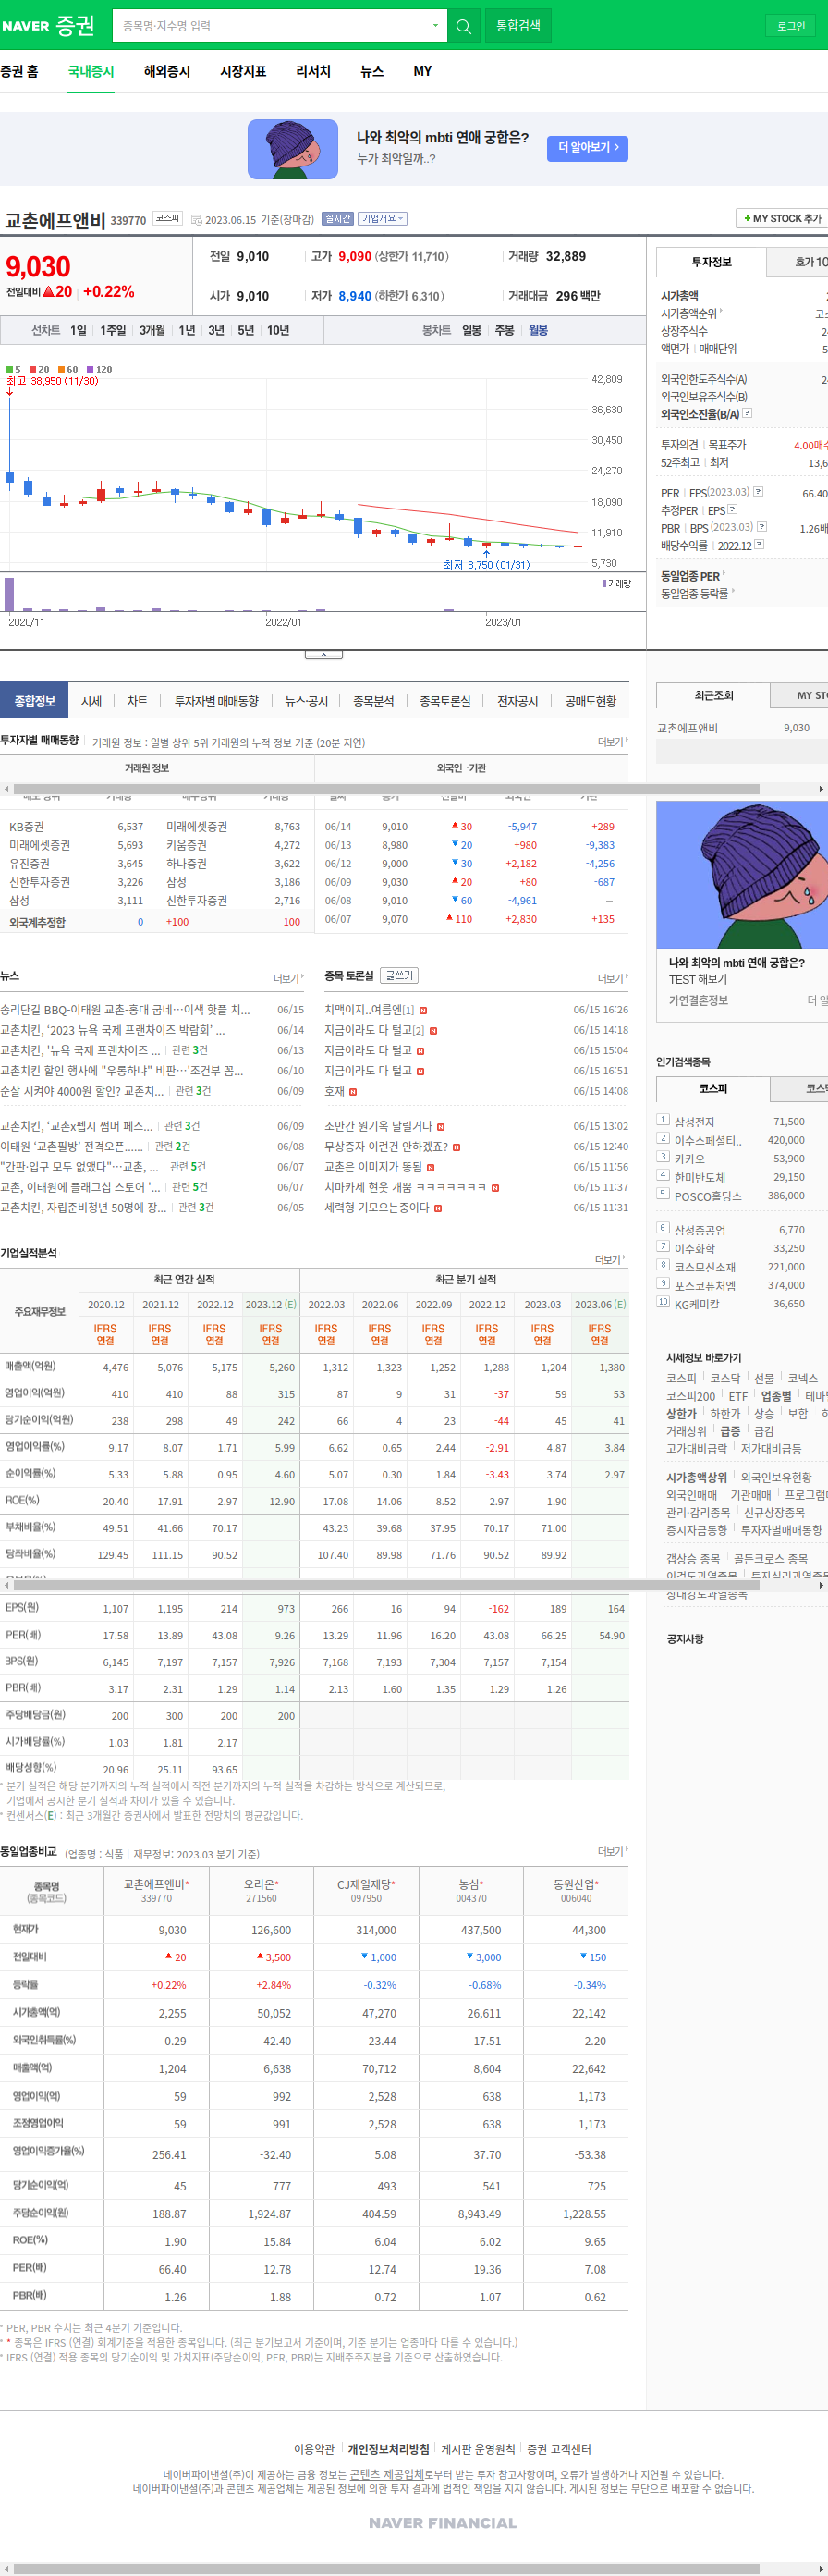 NAVER 증권 종목명·지수명 입력 통합검색 로그인
증권 홈 국내증시 해외증시 시장지표 리서치 뉴스 MY
나와 최악의 mbti 연애 궁합은?
누가 최악일까..?
더 알아보기
교촌에프앤비 339770 코스피 2023.06.15 기준(장마감) 실시간 기업개요
+ MY STOCK 추가
9,030
전일대비 20 +0.22%
전일 9,010 고가 9,090 (상한가 11,710) 거래량 32,889
시가 9,010 저가 8,940 (하한가 6,310) 거래대금 296 백만
선차트 1일 1주일 3개월 1년 3년 5년 10년 봉차트 일봉 주봉 월봉
5 20 60 120
최고 38,950 (11/30)
42,809
36,630
30,450
24,270
18,090
11,910
최저 8,750 (01/31)
5,730
거래량
2020/11 2022/01 2023/01
투자정보 호가 10
시가총액
시가총액순위
상장주식수
액면가 매매단위
외국인한도주식수(A)
외국인보유주식수(B)
외국인소진율(B/A)
투자의견 목표주가 4.00매수
52주최고 최저 13,6
PER EPS(2023.03) 66.40
추정PER EPS
PBR BPS (2023.03) 1.26배
배당수익률 2022.12
동일업종 PER
동일업종 등락률
종합정보 시세 차트 투자자별 매매동향 뉴스·공시 종목분석 종목토론실 전자공시 공매도현황
최근조회 MY STO
교촌에프앤비 9,030
투자자별 매매동향 거래원 정보 : 일별 상위 5위 거래원의 누적 정보 기준 (20분 지연) 더보기
거래원 정보 외국인 ·기관
KB증권 6,537 미래에셋증권 8,763 06/14 9,010 30 -5,947 +289
미래에셋증권 5,693 키움증권 4,272 06/13 8,980 20 +980 -9,383
유진증권 3,645 하나증권 3,622 06/12 9,000 30 +2,182 -4,256
신한투자증권 3,226 삼성 3,186 06/09 9,030 20 +80 -687
삼성 3,111 신한투자증권 2,716 06/08 9,010 60 -4,961 –
외국계추정합 0 +100 100 06/07 9,070 110 +2,830 +135
나와 최악의 mbti 연애 궁합은?
TEST 해보기
가연결혼정보 더 알
뉴스 더보기
송리단길 BBQ-이태원 교촌-홍대 굽네…이색 핫플 치... 06/15
교촌치킨, ‘2023 뉴욕 국제 프랜차이즈 박람회’ ... 06/14
교촌치킨, '뉴욕 국제 프랜차이즈 ... 관련 3건 06/13
교촌치킨 할인 행사에 "우롱하냐" 비판…'조건부 꼼... 06/10
순살 시켜야 4000원 할인? 교촌치... 관련 3건 06/09
교촌치킨, '교촌x팹시 썸머 페스... 관련 3건 06/09
이태원 ‘교촌필방’ 전격오픈...... 관련 2건 06/08
"간판·입구 모두 없앴다"…교촌, ... 관련 5건 06/07
교촌, 이태원에 플래그십 스토어 '... 관련 5건 06/07
교촌치킨, 자립준비청년 50명에 장... 관련 3건 06/05
종목 토론실 글쓰기 더보기
치맥이지..여름엔[1] N 06/15 16:26
지금이라도 다 털고[2] N 06/15 14:18
지금이라도 다 털고 N 06/15 15:04
지금이라도 다 털고 N 06/15 16:51
호재 N 06/15 14:08
조만간 원기옥 날릴거다 N 06/15 13:02
무상증자 이런건 안하겠죠? N 06/15 12:40
교촌은 이미지가 똥됨 N 06/15 11:56
치마카세 현웃 개뿜 ㅋㅋㅋㅋㅋㅋㅋ N 06/15 11:37
세력형 기모으는중이다 N 06/15 11:31
인기검색종목
코스피 코스닥
1 삼성전자 71,500
2 이수스페셜티.. 420,000
3 카카오 53,900
4 한미반도체 29,150
5 POSCO홀딩스 386,000
6 삼성중공업 6,770
7 이수화학 33,250
8 코스모신소재 221,000
9 포스코퓨처엠 374,000
10 KG케미칼 36,650
기업실적분석 더보기
주요재무정보 최근 연간 실적 최근 분기 실적
2020.12 2021.12 2022.12 2023.12 (E) 2022.03 2022.06 2022.09 2022.12 2023.03 2023.06 (E)
IFRS IFRS IFRS IFRS IFRS IFRS IFRS IFRS IFRS IFRS
연결 연결 연결 연결 연결 연결 연결 연결 연결 연결
매출액(억원) 4,476 5,076 5,175 5,260 1,312 1,323 1,252 1,288 1,204 1,380
영업이익(억원) 410 410 88 315 87 9 31 -37 59 53
당기순이익(억원) 238 298 49 242 66 4 23 -44 45 41
영업이익률(%) 9.17 8.07 1.71 5.99 6.62 0.65 2.44 -2.91 4.87 3.84
순이익률(%) 5.33 5.88 0.95 4.60 5.07 0.30 1.84 -3.43 3.74 2.97
ROE(%) 20.40 17.91 2.97 12.90 17.08 14.06 8.52 2.97 1.90
부채비율(%) 49.51 41.66 70.17 43.23 39.68 37.95 70.17 71.00
당좌비율(%) 129.45 111.15 90.52 107.40 89.98 71.76 90.52 89.92
EPS(원) 1,107 1,195 214 973 266 16 94 -162 189 164
PER(배) 17.58 13.89 43.08 9.26 13.29 11.96 16.20 43.08 66.25 54.90
BPS(원) 6,145 7,197 7,157 7,926 7,168 7,193 7,304 7,157 7,154
PBR(배) 3.17 2.31 1.29 1.14 2.13 1.60 1.35 1.29 1.26
주당배당금(원) 200 300 200 200
시가배당률(%) 1.03 1.81 2.17
배당성향(%) 20.96 25.11 93.65
* 분기 실적은 해당 분기까지의 누적 실적에서 직전 분기까지의 누적 실적을 차감하는 방식으로 계산되므로,
기업에서 공시한 분기 실적과 차이가 있을 수 있습니다.
* 컨센서스(E) : 최근 3개월간 증권사에서 발표한 전망치의 평균값입니다.
시세정보 바로가기
코스피 코스닥 선물 코넥스
코스피200 ETF 업종별 테마별
상한가 하한가 상승 보합 하
거래상위 급증 급감
고가대비급락 저가대비급등
시가총액상위 외국인보유현황
외국인매매 기관매매 프로그램매
관리·감리종목 신규상장종목
증시자금동향 투자자별매매동향
갭상승 종목 골든크로스 종목
이격도과열종목 투자심리과열종목
상대강도과열종목
공지사항
동일업종비교 (업종명 : 식품 재무정보: 2023.03 분기 기준) 더보기
종목명 교촌에프앤비* 오리온* CJ제일제당* 농심* 동원산업*
(종목코드) 339770 271560 097950 004370 006040
현재가 9,030 126,600 314,000 437,500 44,300
전일대비 20 3,500 1,000 3,000 150
등락률 +0.22% +2.84% -0.32% -0.68% -0.34%
시가총액(억) 2,255 50,052 47,270 26,611 22,142
외국인취득률(%) 0.29 42.40 23.44 17.51 2.20
매출액(억) 1,204 6,638 70,712 8,604 22,642
영업이익(억) 59 992 2,528 638 1,173
조정영업이익 59 991 2,528 638 1,173
영업이익증가율(%) 256.41 -32.40 5.08 37.70 -53.38
당기순이익(억) 45 777 493 541 725
주당순이익(원) 188.87 1,924.87 404.59 8,943.49 1,228.55
ROE(%) 1.90 15.84 6.04 6.02 9.65
PER(배) 66.40 12.78 12.74 19.36 7.08
PBR(배) 1.26 1.88 0.72 1.07 0.62
* PER, PBR 수치는 최근 4분기 기준입니다.
* * 종목은 IFRS (연결) 회계기준을 적용한 종목입니다. (최근 분기보고서 기준이며, 기준 분기는 업종마다 다를 수 있습니다.)
* IFRS (연결) 적용 종목의 당기순이익 및 가치지표(주당순이익, PER, PBR)는 지배주주지분을 기준으로 산출하였습니다.
이용약관 개인정보처리방침 게시판 운영원칙 증권 고객센터
네이버파이낸셜(주)이 제공하는 금융 정보는 콘텐츠 제공업체로부터 받는 투자 참고사항이며, 오류가 발생하거나 지연될 수 있습니다.
네이버파이낸셜(주)과 콘텐츠 제공업체는 제공된 정보에 의한 투자 결과에 법적인 책임을 지지 않습니다. 게시된 정보는 무단으로 배포할 수 없습니다.
NAVER FINANCIAL